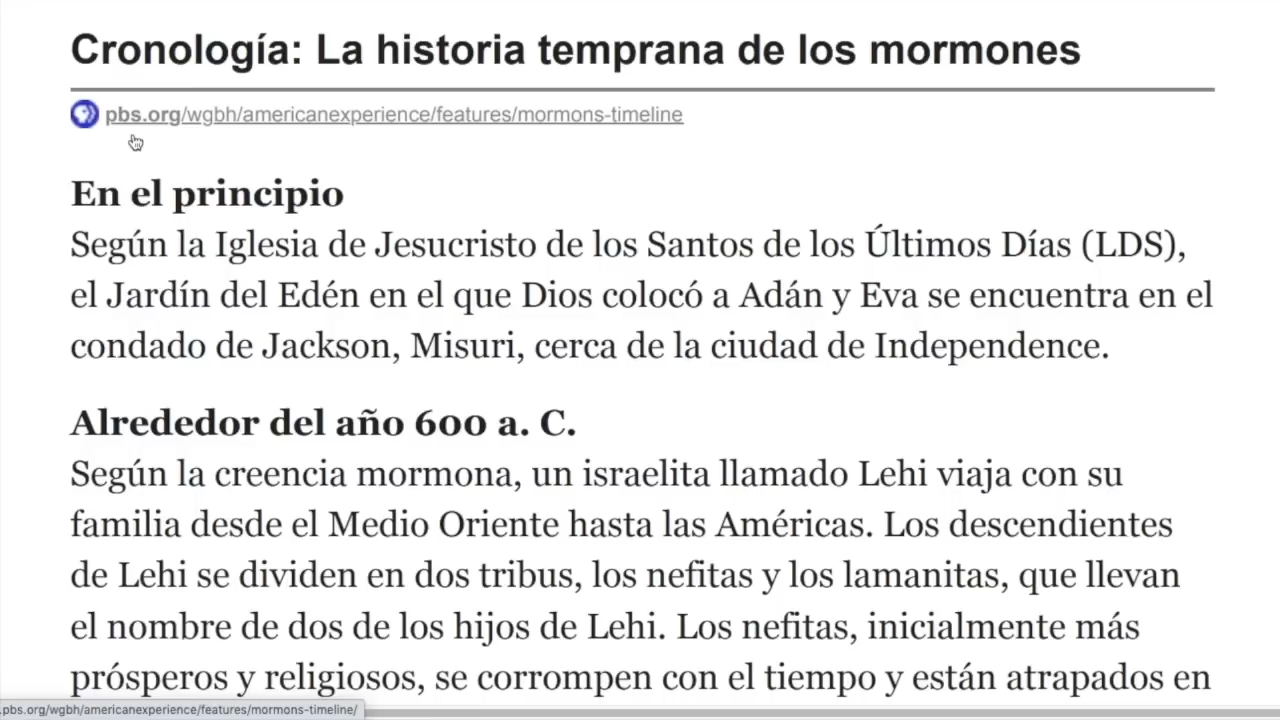 Cronología: La historia temprana de los mormones
pbs.org/wgbh/americanexperience/features/mormons-timeline
En el principio
Según la Iglesia de Jesucristo de los Santos de los Últimos Días (LDS),
el Jardín del Edén en el que Dios colocó a Adán y Eva se encuentra en el
condado de Jackson, Misuri, cerca de la ciudad de Independence.
Alrededor del año 600 a. C.
Según la creencia mormona, un israelita llamado Lehi viaja con su
familia desde el Medio Oriente hasta las Américas. Los descendientes
de Lehi se dividen en dos tribus, los nefitas y los lamanitas, que llevan
el nombre de dos de los hijos de Lehi. Los nefitas, inicialmente más
prósperos y religiosos, se corrompen con el tiempo y están atrapados en
.pbs.org/wgbh/americanexperience/features/mormons-timeline/